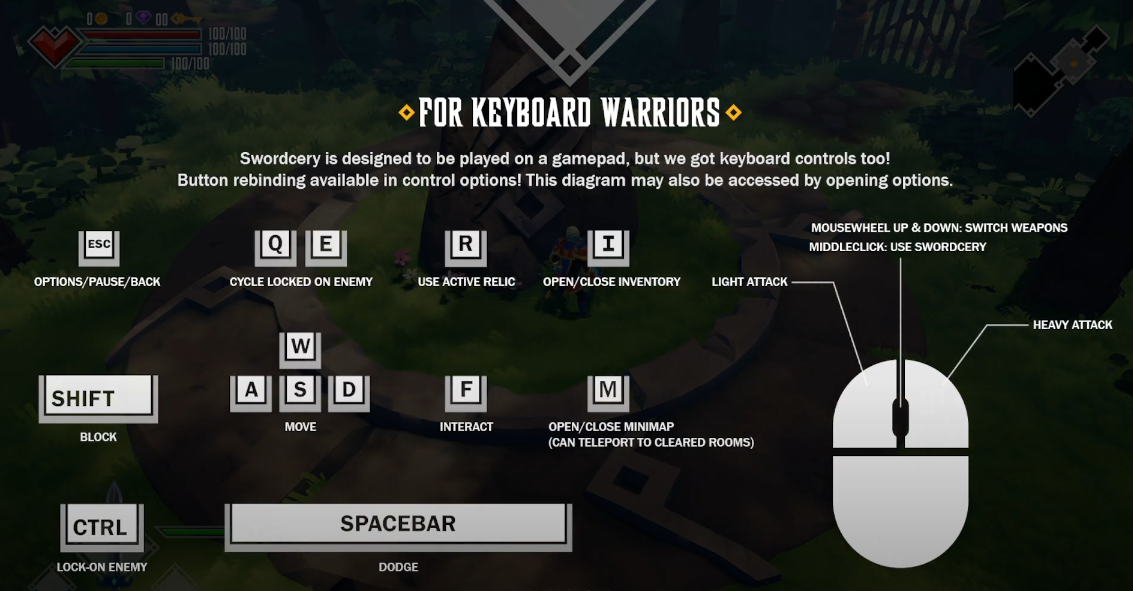 0 0 00
100/100
100/100
100/100
FOR KEYBOARD WARRIORS
Swordcery is designed to be played on a gamepad, but we got keyboard controls too!
Button rebinding available in control options! This diagram may also be accessed by opening options.
MOUSEWHEEL UP & DOWN: SWITCH WEAPONS
MIDDLECLICK: USE SWORDCERY
ESC
Q E
R
I
OPTIONS/PAUSE/BACK
CYCLE LOCKED ON ENEMY
USE ACTIVE RELIC
OPEN/CLOSE INVENTORY
LIGHT ATTACK
HEAVY ATTACK
W
SHIFT
A S D
F
M
BLOCK
MOVE
INTERACT
OPEN/CLOSE MINIMAP
(CAN TELEPORT TO CLEARED ROOMS)
CTRL
SPACEBAR
LOCK-ON ENEMY
DODGE